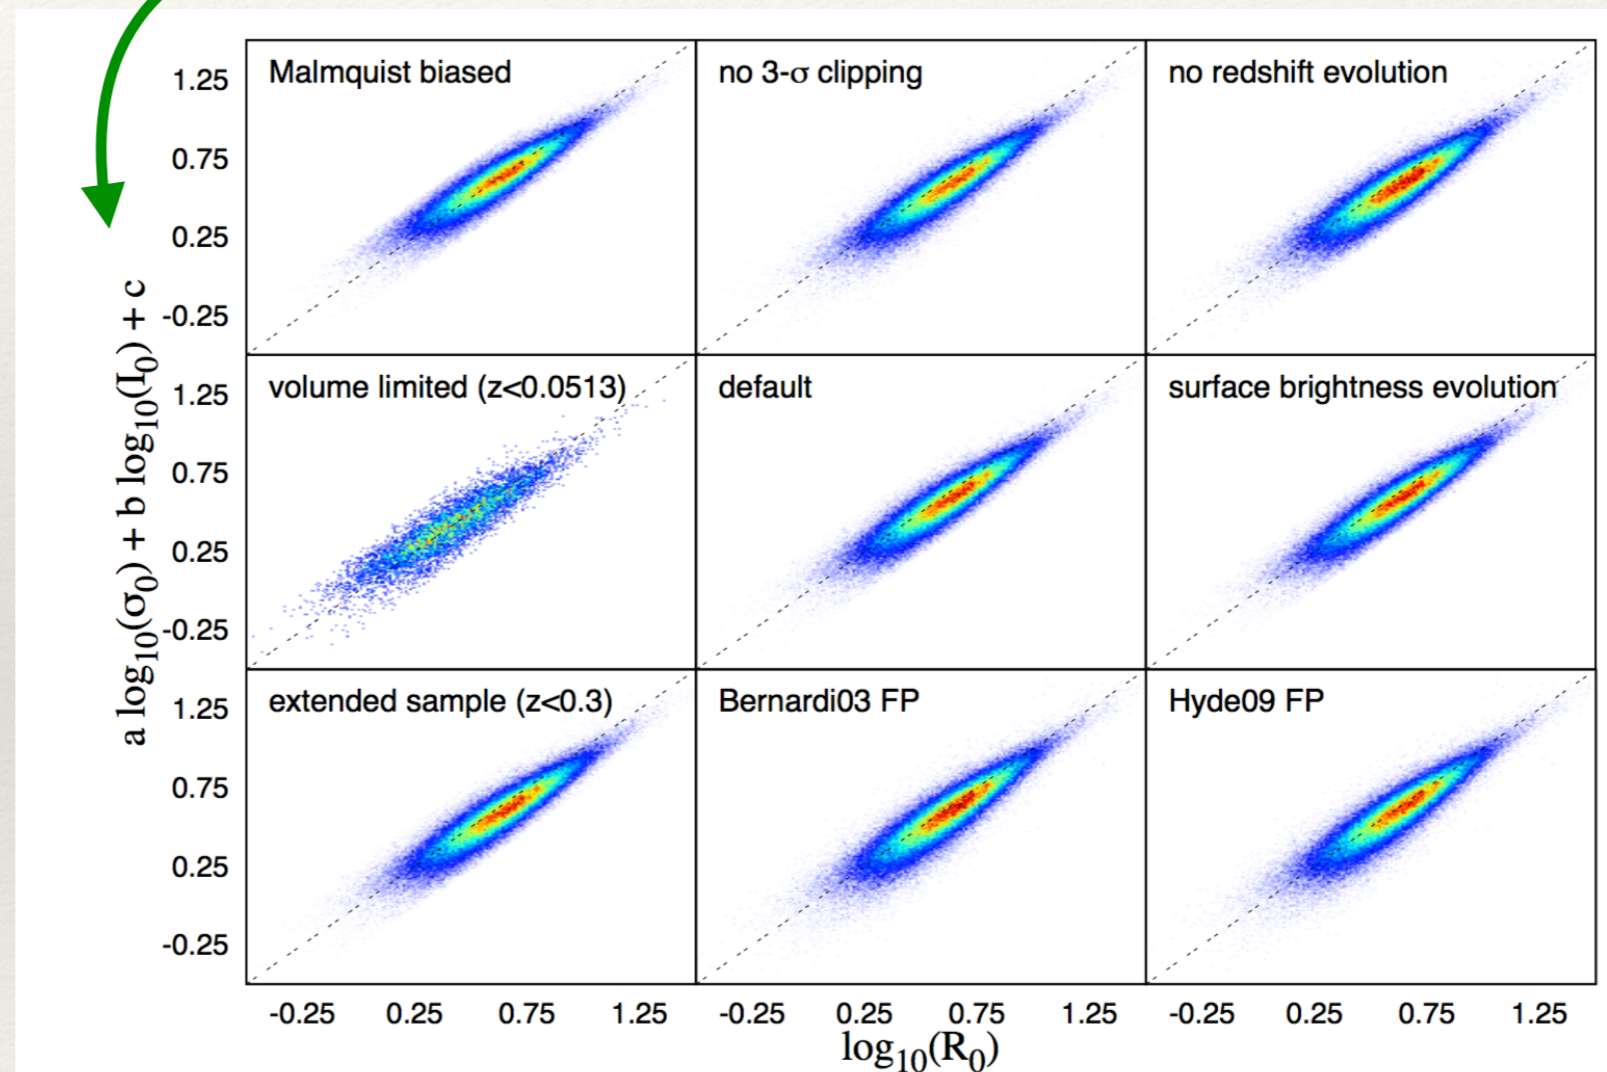 Malmquist biased
no 3-σ clipping
no redshift evolution
1.25
0.75
0.25
-0.25
volume limited (z<0.0513)
default
surface brightness evolution
1.25
0.75
0.25
-0.25
extended sample (z<0.3)
Bernardi03 FP
Hyde09 FP
1.25
0.75
0.25
-0.25
a log₁₀(σ₀) + b log₁₀(I₀) + c
-0.25 0.25 0.75 1.25 -0.25 0.25 0.75 1.25 -0.25 0.25 0.75 1.25
log₁₀(R₀)